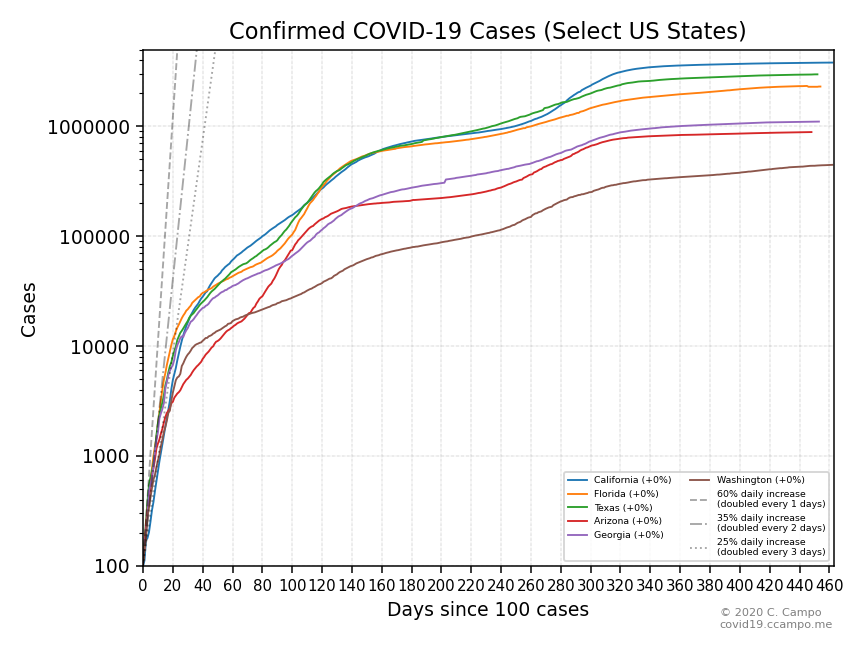 Confirmed COVID-19 Cases (Select US States)
Cases
1000000
100000
10000
1000
100
California (+0%)
Florida (+0%)
Texas (+0%)
Arizona (+0%)
Georgia (+0%)
Washington (+0%)
60% daily increase
(doubled every 1 days)
35% daily increase
(doubled every 2 days)
25% daily increase
(doubled every 3 days)
0 20 40 60 80 100 120 140 160 180 200 220 240 260 280 300 320 340 360 380 400 420 440 460
Days since 100 cases
© 2020 C. Campo
covid19.ccampo.me